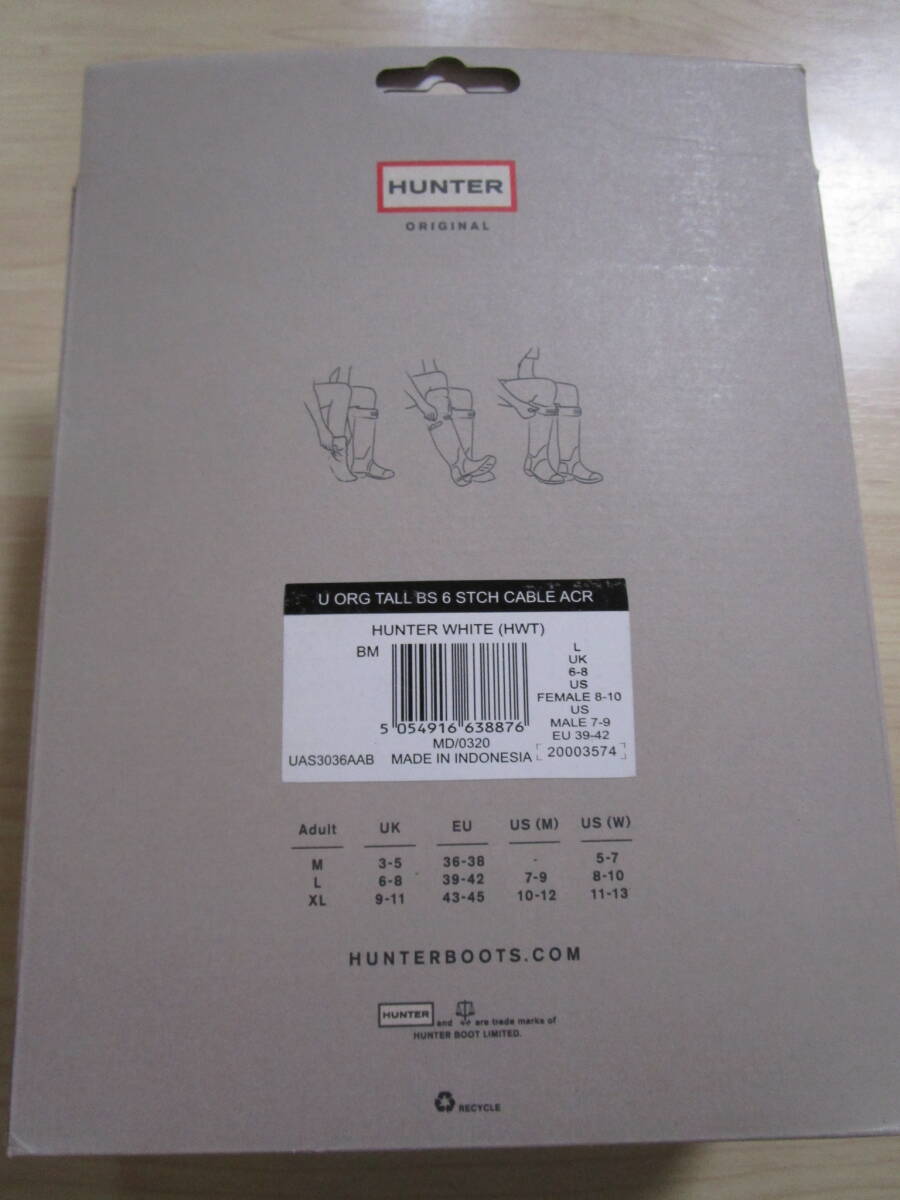 HUNTER
ORIGINAL
U ORG TALL BS 6 STCH CABLE ACR
HUNTER WHITE (HWT)
BM
L
UK
6-8
US
FEMALE 8-10
US
MALE 7-9
EU 39-42
5 054916 638876
MD/0320
UAS3036AAB MADE IN INDONESIA 20003574
Adult UK EU US (M) US (W)
M 3-5 36-38 - 5-7
L 6-8 39-42 7-9 8-10
XL 9-11 43-45 10-12 11-13
HUNTERBOOTS.COM
HUNTER and are trade marks of
HUNTER BOOT LIMITED.
RECYCLE